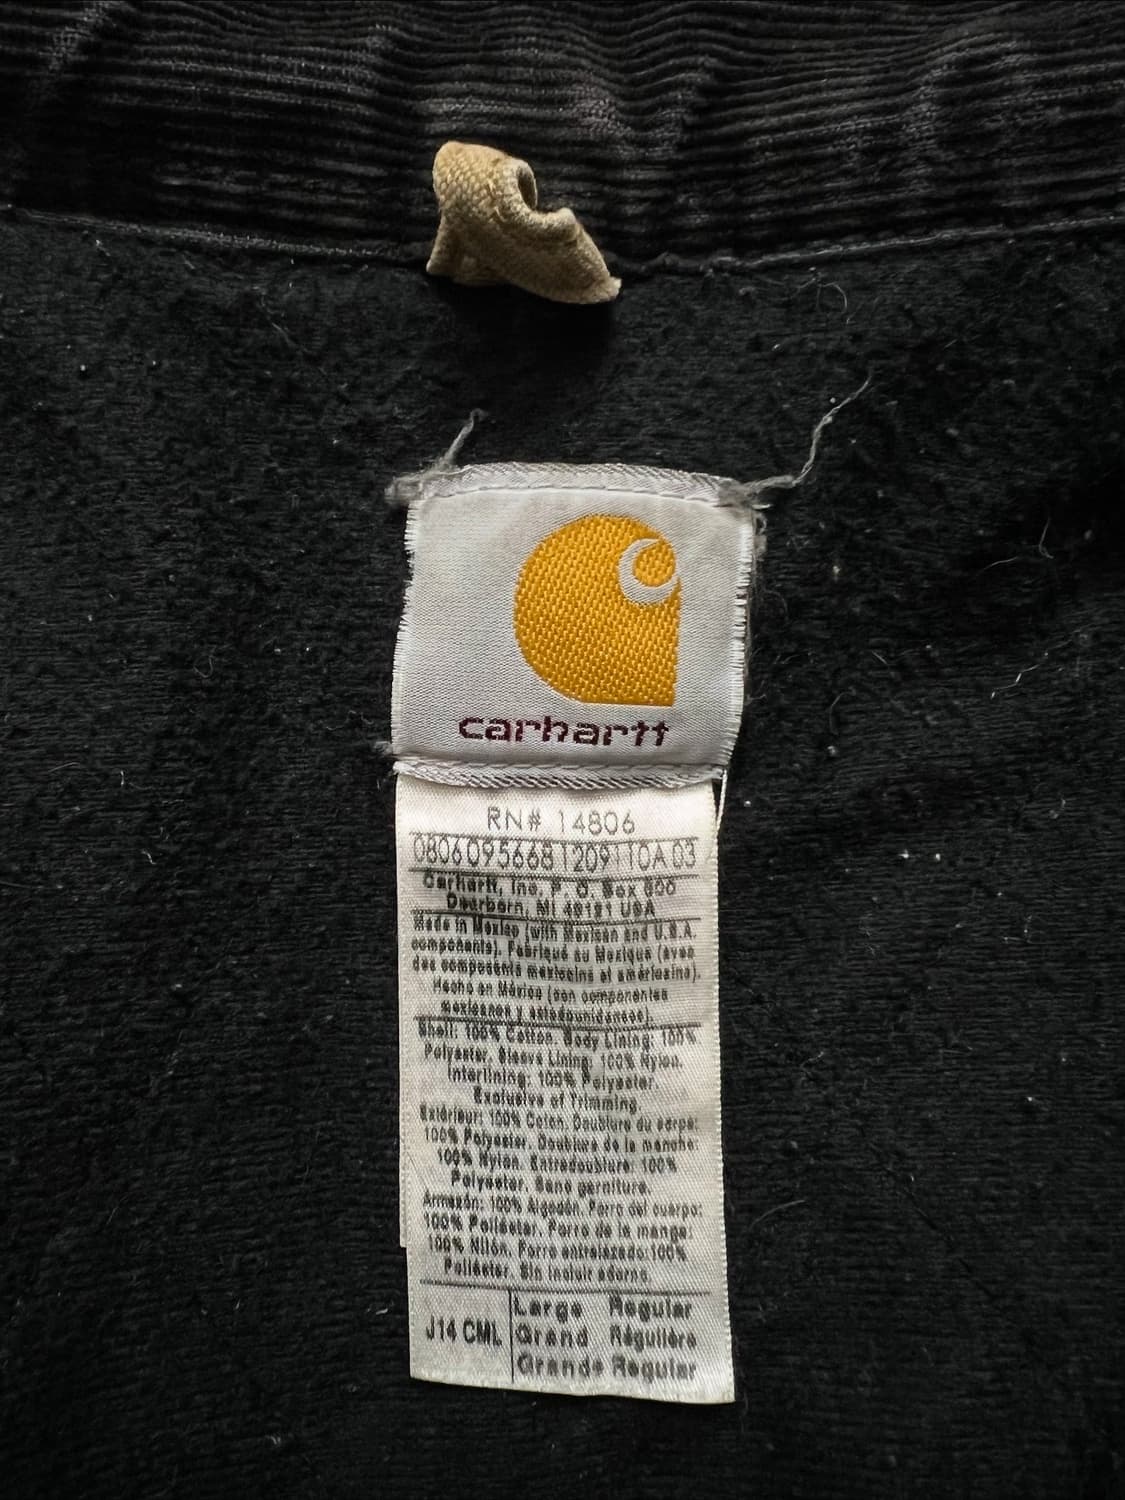 carhartt
RN# 14806
0806095668 1209110A 03
Carhartt, Inc, P. O. Box 600
Dearborn, MI 48121 USA
Made in Mexico (with Mexican and U.S.A.
components). Fabriqué au Mexique (avec
des composants mexicains et américains).
Hecho en México (con componentes
mexicanos y estadounidenses).
Shell: 100% Cotton. Body Lining: 100%
Polyester. Sleeve Lining: 100% Nylon.
Interlining: 100% Polyester.
Exclusive of Trimming.
Extérieur: 100% Coton. Doublure du corps:
100% Polyester. Doublure de la manche:
100% Nylon. Entredoublure: 100%
Polyester. Sans garniture.
Armazón: 100% Algodón. Forro del cuerpo:
100% Poliéster. Forro de la manga:
100% Nilón. Forro entrelazado:100%
Poliéster. Sin incluir adorno.
J14 CML
Large Regular
Grand Régulière
Grande Regular